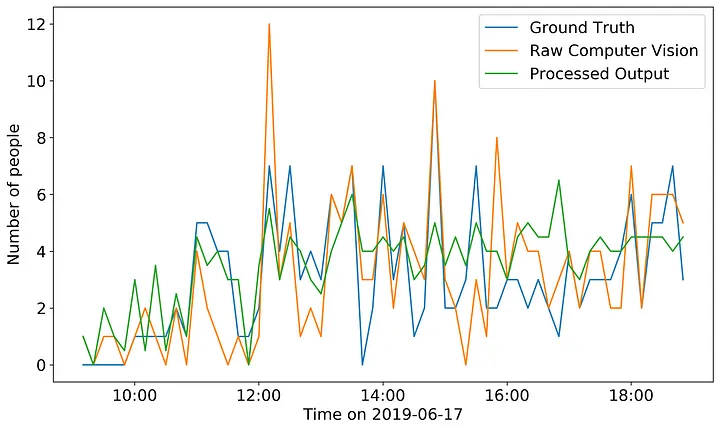 Ground Truth
Raw Computer Vision
Processed Output
Number of people
12
10
8
6
4
2
0
10:00 12:00 14:00 16:00 18:00
Time on 2019-06-17